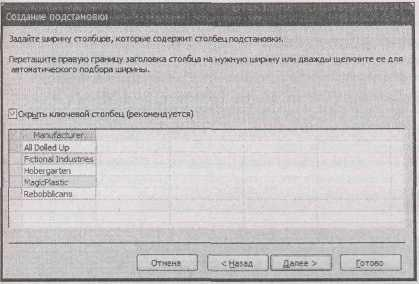 Создание подстановки
Задайте ширину столбцов, которые содержит столбец подстановки.
Перетащите правую границу заголовка столбца на нужную ширину или дважды щелкните ее для
автоматического подбора ширины.
Скрыть ключевой столбец (рекомендуется)
Manufacturer
All Dolled Up
Fictional Industries
Hobergarten
MagicPlastic
Rebobblicans
Отмена
< Назад
Далее >
Готово